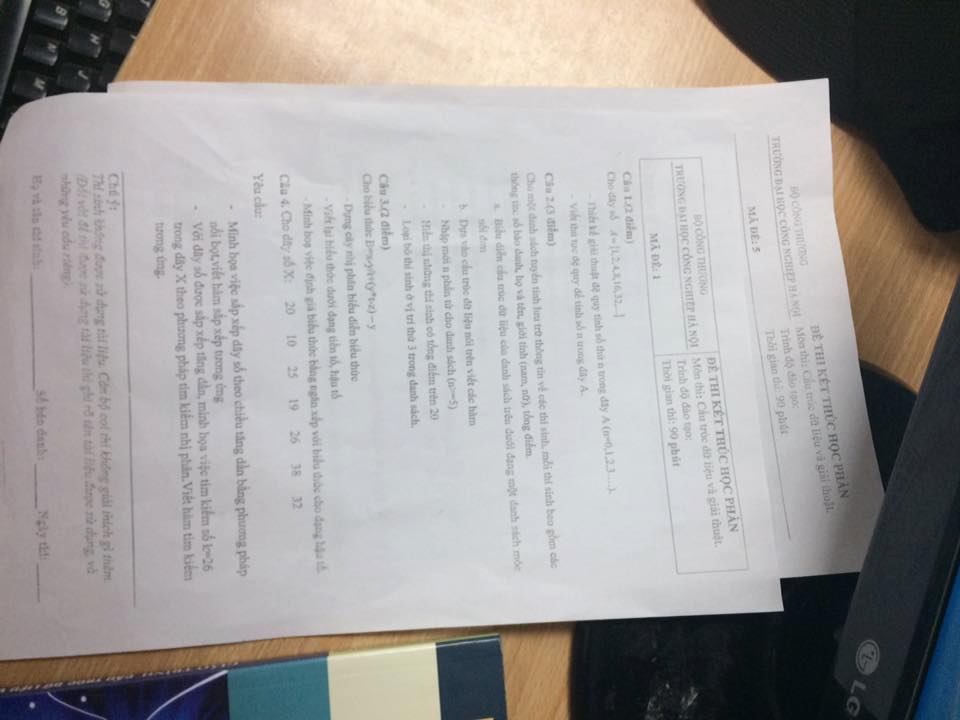 BỘ CÔNG THƯƠNG
TRƯỜNG ĐẠI HỌC CÔNG NGHIỆP HÀ NỘI
MÃ ĐỀ: 5
ĐỀ THI KẾT THÚC HỌC PHẦN
Môn thi: Cấu trúc dữ liệu và giải thuật.
Trình độ đào tạo:
Thời gian thi: 90 phút
BỘ CÔNG THƯƠNG
TRƯỜNG ĐẠI HỌC CÔNG NGHIỆP HÀ NỘI
MÃ ĐỀ: 1
ĐỀ THI KẾT THÚC HỌC PHẦN
Môn thi: Cấu trúc dữ liệu và giải thuật.
Trình độ đào tạo:
Thời gian thi: 90 phút
Câu 1.(2 điểm)
Cho dãy số A = {1,2,4,8,16,32...}
- Thiết kế giải thuật đệ quy tính số thứ n trong dãy A (n=0,1,2,3….).
- Viết thủ tục đệ quy để tính số n trong dãy A.
Câu 2.(3 điểm)
Cho một danh sách tuyến tính lưu trữ thông tin về các thí sinh, mỗi thí sinh bao gồm các
thông tin, số báo danh, họ và tên, giới tính (nam, nữ), tổng điểm.
a. Biểu diễn cấu trúc dữ liệu của danh sách trên dưới dạng một danh sách móc
nối đơn
b. Dựa vào cấu trúc dữ liệu nói trên viết các hàm
- Nhập mới n phần tử cho danh sách (n>=5)
- Hiển thị những thí sinh có tổng điểm trên 20
- Loại bỏ thí sinh ở vị trí thứ 3 trong danh sách.
Câu 3.(2 điểm)
Cho biểu thức
- Dựng cây nhị phân biểu diễn biểu thức
- Viết lại biểu thức dưới dạng tiền tố, hậu tố
- Minh hoạ việc định giá biểu thức bằng ngăn xếp với biểu thức cho dạng hậu tố.
Câu 4. Cho dãy số X: 20 10 25 19 26 38 32
Yêu cầu:
- Minh họa việc sắp xếp dãy số theo chiều tăng dần bằng phương pháp
nổi bọt, viết hàm sắp xếp tương ứng
- Với dãy số được sắp xếp tăng dần, minh họa việc tìm kiếm số k=26
trong dãy X theo phương pháp tìm kiếm nhị phân. Viết hàm tìm kiếm
tương ứng.
Chú ý:
Thí sinh không được sử dụng tài liệu. Cán bộ coi thi không giải thích gì thêm.
(Đối với đề thi được sử dụng tài liệu thì ghi rõ tên tài liệu được sử dụng, và
những yêu cầu riêng).
Họ và tên thí sinh: Số báo danh: Ngày thi:
LG